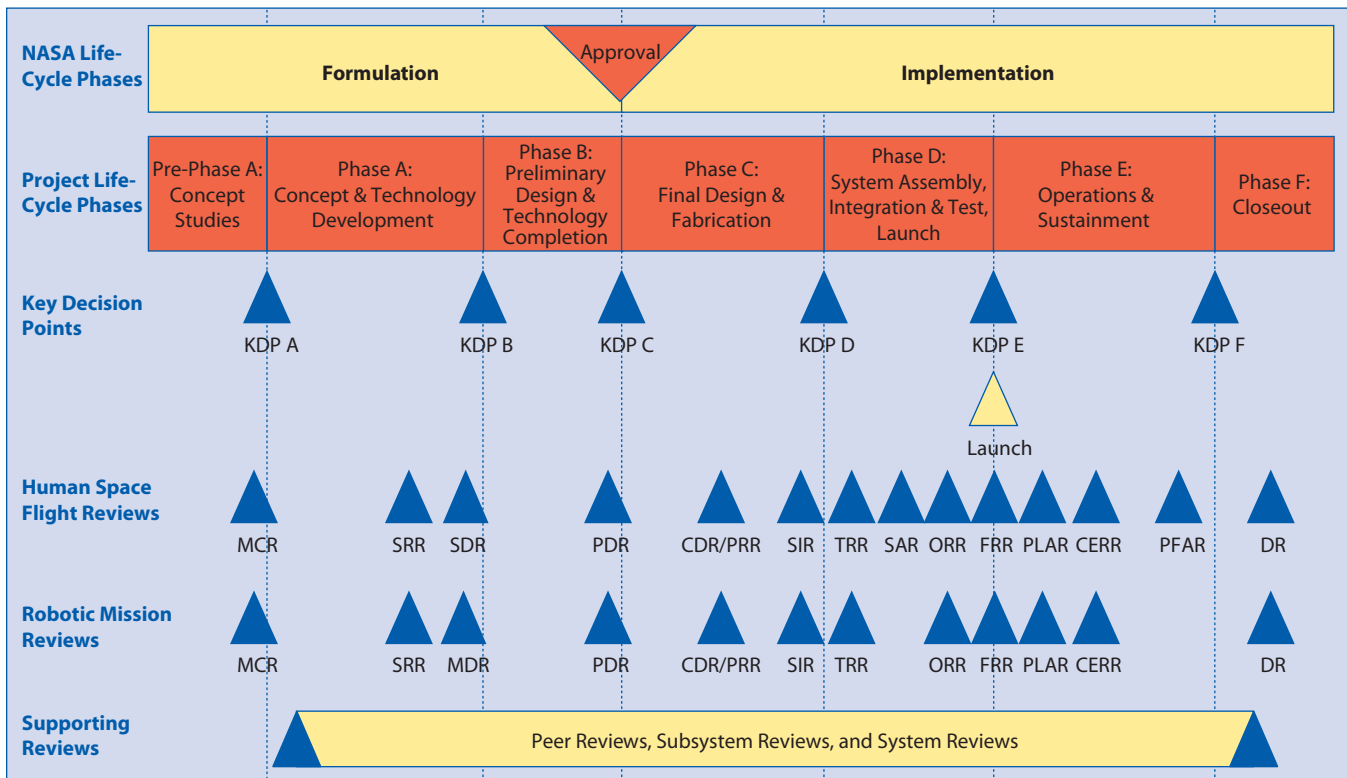 NASA Life-
Cycle Phases
Formulation
Approval
Implementation
Project Life-
Cycle Phases
Pre-Phase A:
Concept
Studies
Phase A:
Concept & Technology
Development
Phase B:
Preliminary
Design &
Technology
Completion
Phase C:
Final Design &
Fabrication
Phase D:
System Assembly,
Integration & Test,
Launch
Phase E:
Operations &
Sustainment
Phase F:
Closeout
Key Decision
Points
KDP A
KDP B
KDP C
KDP D
KDP E
KDP F
Launch
Human Space
Flight Reviews
MCR
SRR
SDR
PDR
CDR/PRR
SIR
TRR
SAR
ORR
FRR
PLAR
CERR
PFAR
DR
Robotic Mission
Reviews
MCR
SRR
MDR
PDR
CDR/PRR
SIR
TRR
ORR
FRR
PLAR
CERR
DR
Supporting
Reviews
Peer Reviews, Subsystem Reviews, and System Reviews